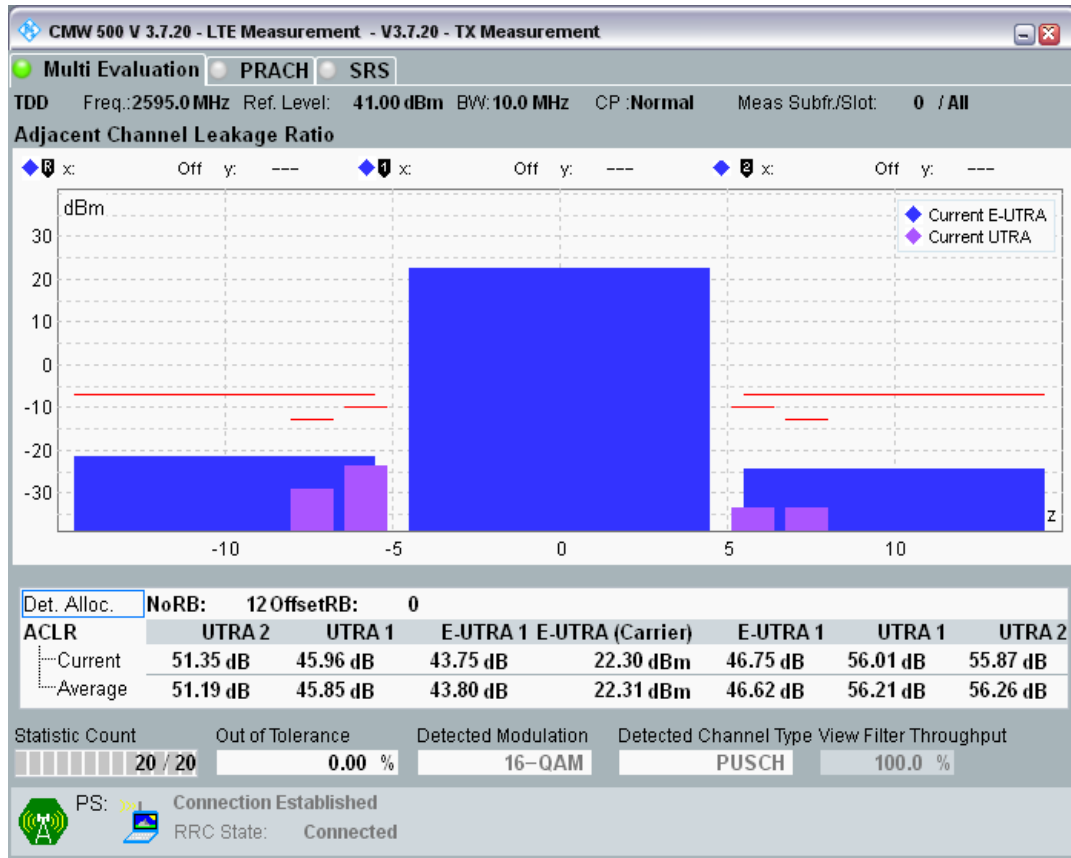 CMW 500 V 3.7.20 - LTE Measurement - V3.7.20 - TX Measurement
Multi Evaluation PRACH SRS
TDD Freq.:2595.0 MHz Ref. Level: 41.00 dBm BW:10.0 MHz CP :Normal Meas Subfr./Slot: 0 / All
Adjacent Channel Leakage Ratio
R x: Off y: --- 1 x: Off y: --- 2 x: Off y: ---
dBm
Current E-UTRA
Current UTRA
30
20
10
0
-10
-20
-30
z
-10 -5 0 5 10
Det. Alloc. NoRB: 12 OffsetRB: 0
ACLR UTRA 2 UTRA 1 E-UTRA 1 E-UTRA (Carrier) E-UTRA 1 UTRA 1 UTRA 2
Current 51.35 dB 45.96 dB 43.75 dB 22.30 dBm 46.75 dB 56.01 dB 55.87 dB
Average 51.19 dB 45.85 dB 43.80 dB 22.31 dBm 46.62 dB 56.21 dB 56.26 dB
Statistic Count Out of Tolerance Detected Modulation Detected Channel Type View Filter Throughput
20 / 20 0.00 % 16-QAM PUSCH 100.0 %
PS: Connection Established
RRC State: Connected